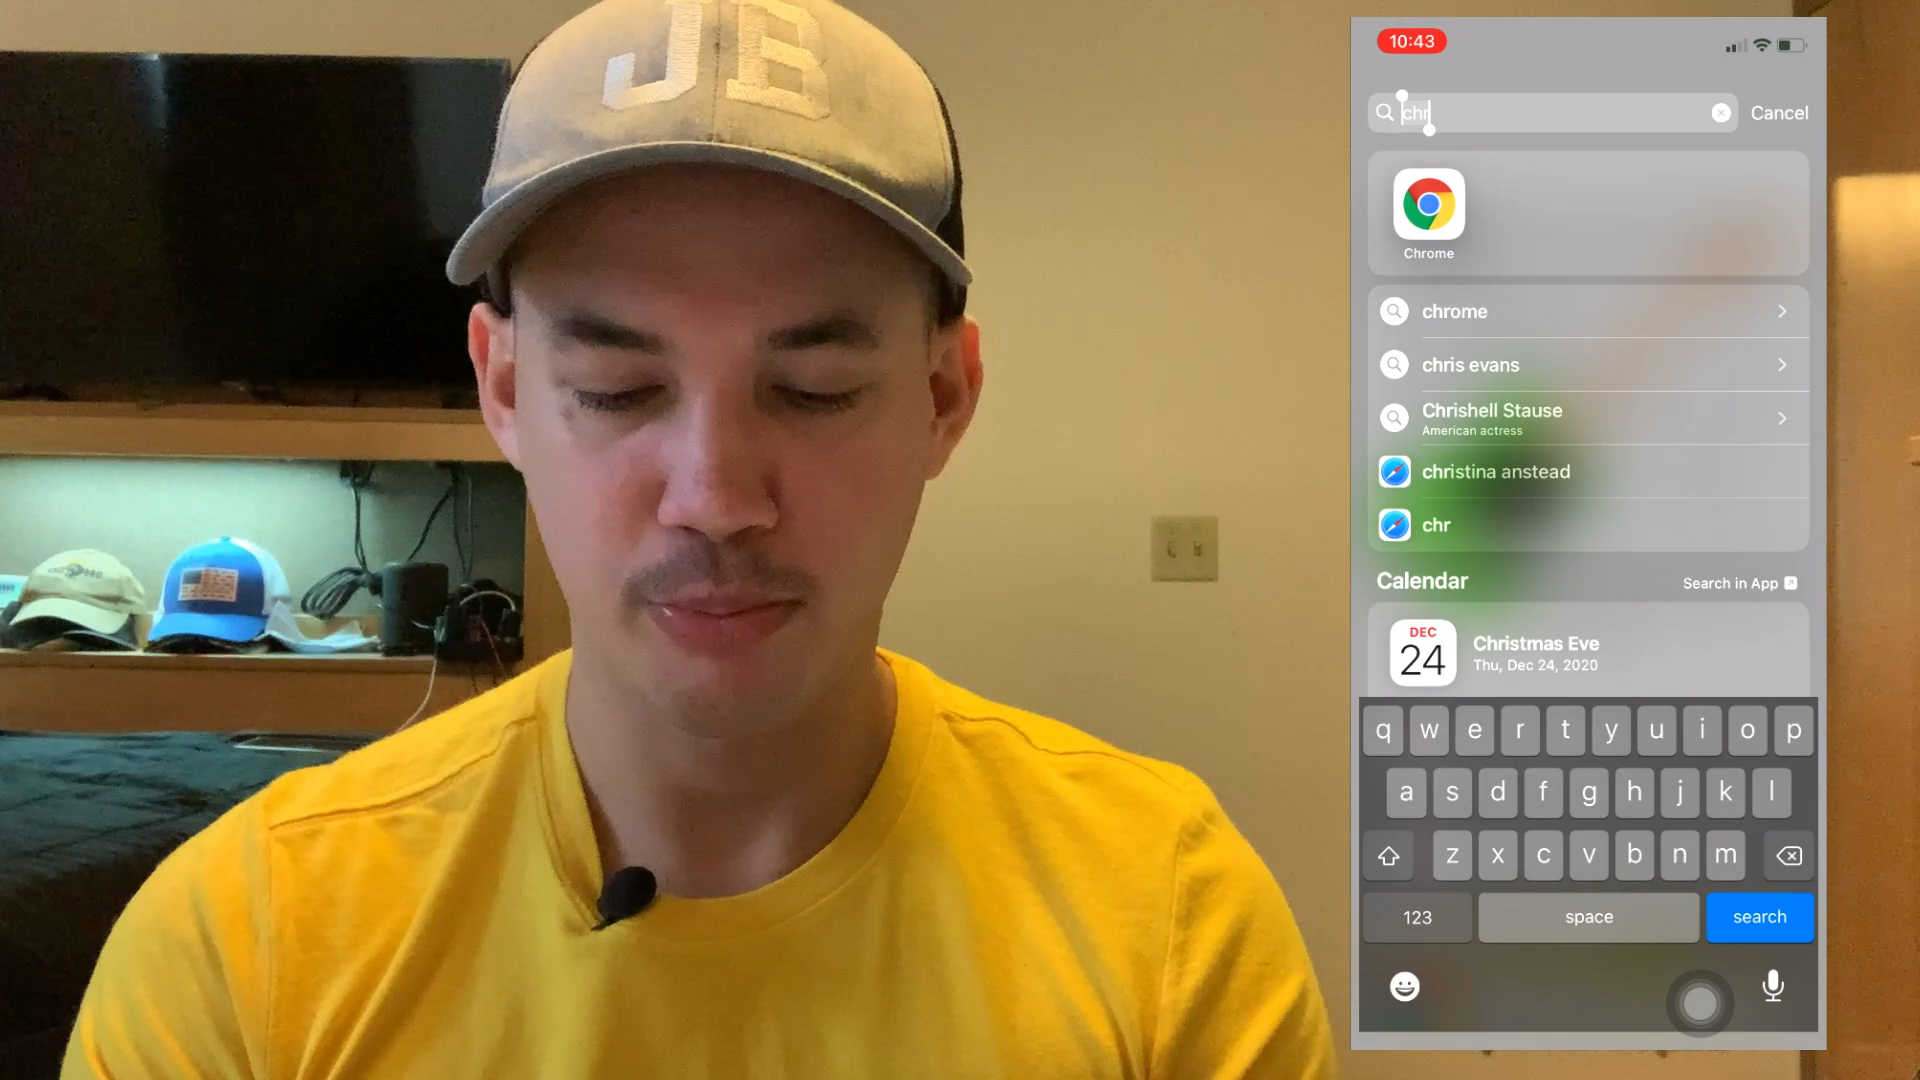 JB
10:43
chr
Cancel
Chrome
chrome
chris evans
Chrishell Stause
American actress
christina anstead
chr
Calendar
Search in App
DEC
24
Christmas Eve
Thu, Dec 24, 2020
q w e r t y u i o p
a s d f g h j k l
z x c v b n m
123
space
search